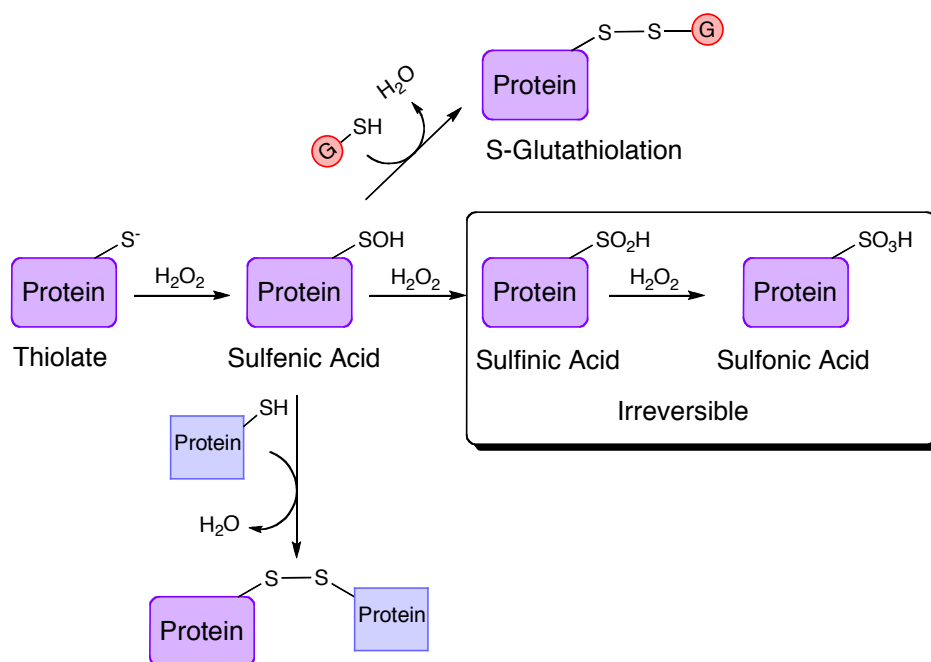 S S G
Protein
H2O
SH
G
S-Glutathiolation
S- SOH SO2H SO3H
Protein H2O2 Protein H2O2 Protein H2O2 Protein
Thiolate Sulfenic Acid Sulfinic Acid Sulfonic Acid
Irreversible
SH
Protein
H2O
S S
Protein Protein